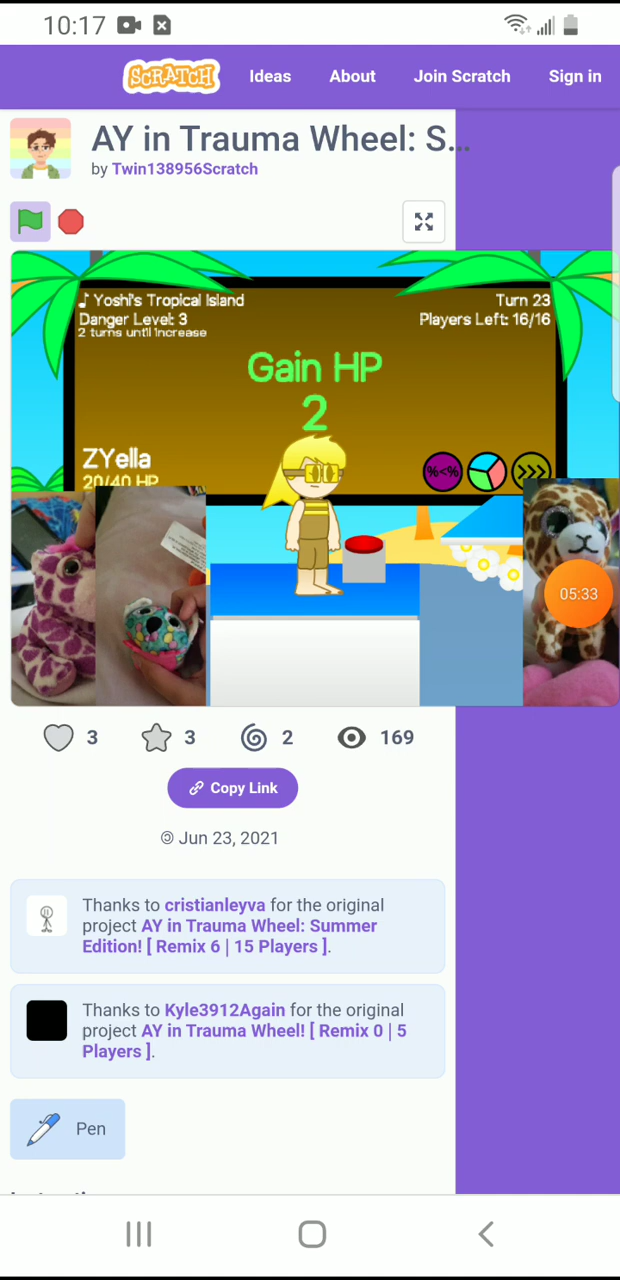 10:17
SCRATCH Ideas About Join Scratch Sign in
AY in Trauma Wheel: S...
by Twin138956Scratch
♪ Yoshi's Tropical Island
Turn 23
Danger Level: 3
Players Left: 16/16
2 turns until increase
Gain HP
2
ZYella
20/40 HP
%<%
>>>
05:33
3 3 2 169
Copy Link
Jun 23, 2021
Thanks to cristianleyva for the original
project AY in Trauma Wheel: Summer
Edition! [ Remix 6 | 15 Players ].
Thanks to Kyle3912Again for the original
project AY in Trauma Wheel! [ Remix 0 | 5
Players ].
Pen